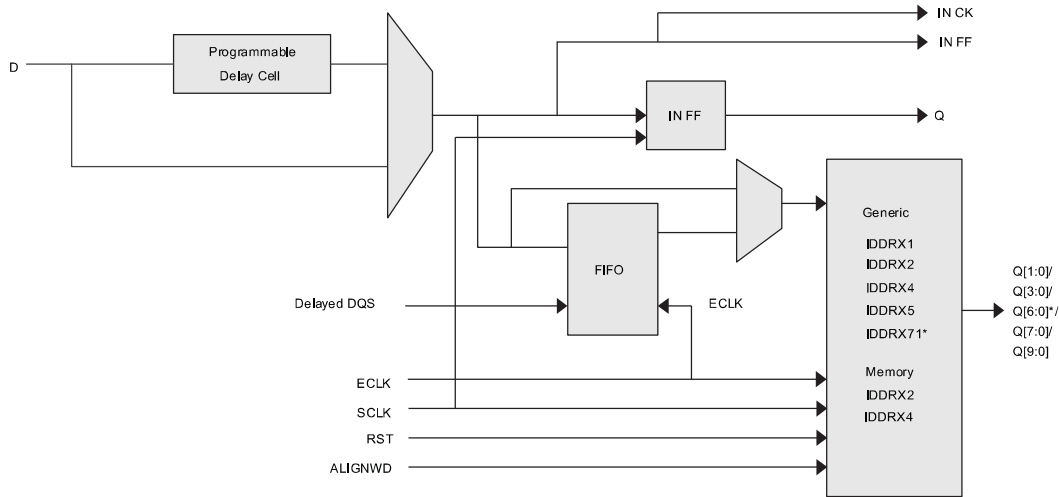 IN CK
IN FF
D
Programmable
Delay Cell
IN FF
Q
Generic
IDDRX1
IDDRX2
IDDRX4
IDDRX5
IDDRX71*
Memory
IDDRX2
IDDRX4
FIFO
Delayed DQS
ECLK
Q[1:0]/
Q[3:0]/
Q[6:0]*/
Q[7:0]/
Q[9:0]
ECLK
SCLK
RST
ALIGNWD